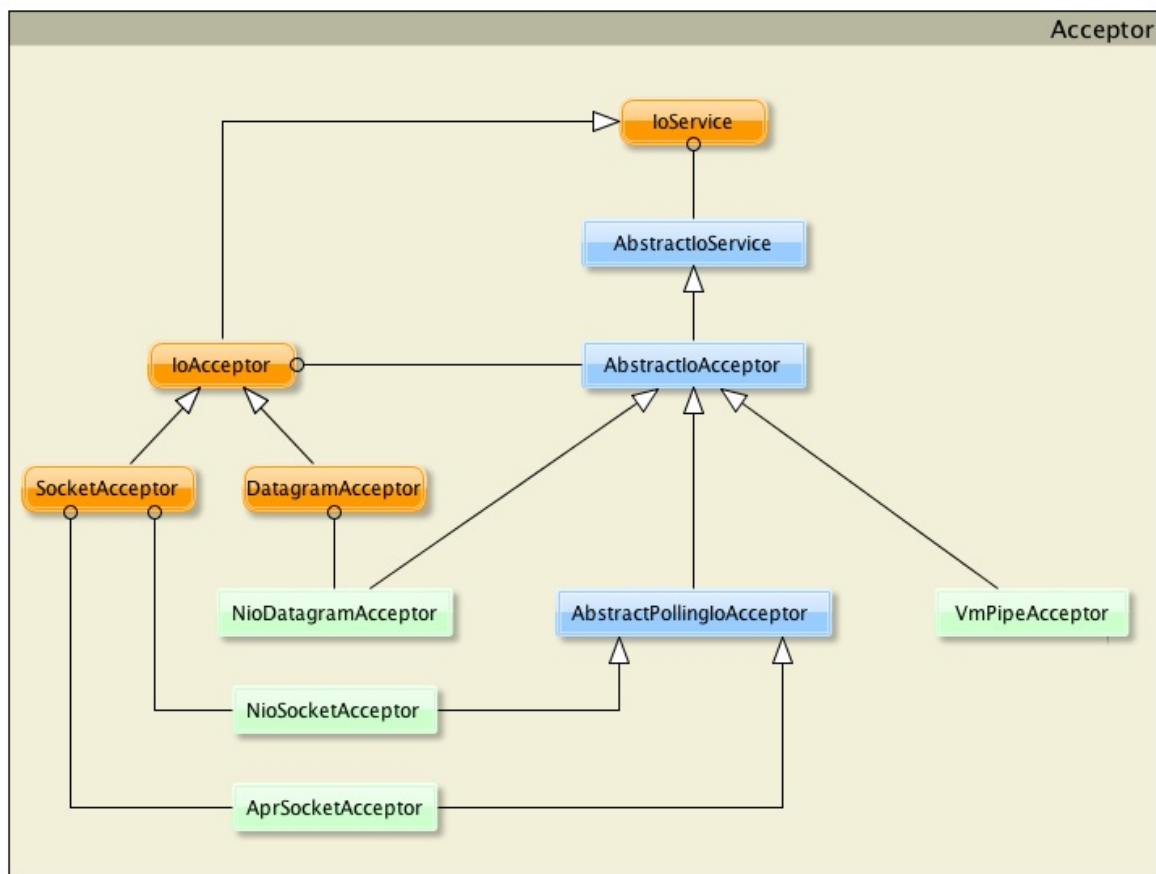 Acceptor
IoService
AbstractIoService
IoAcceptor
AbstractIoAcceptor
SocketAcceptor
DatagramAcceptor
NioDatagramAcceptor
AbstractPollingIoAcceptor
VmPipeAcceptor
NioSocketAcceptor
AprSocketAcceptor